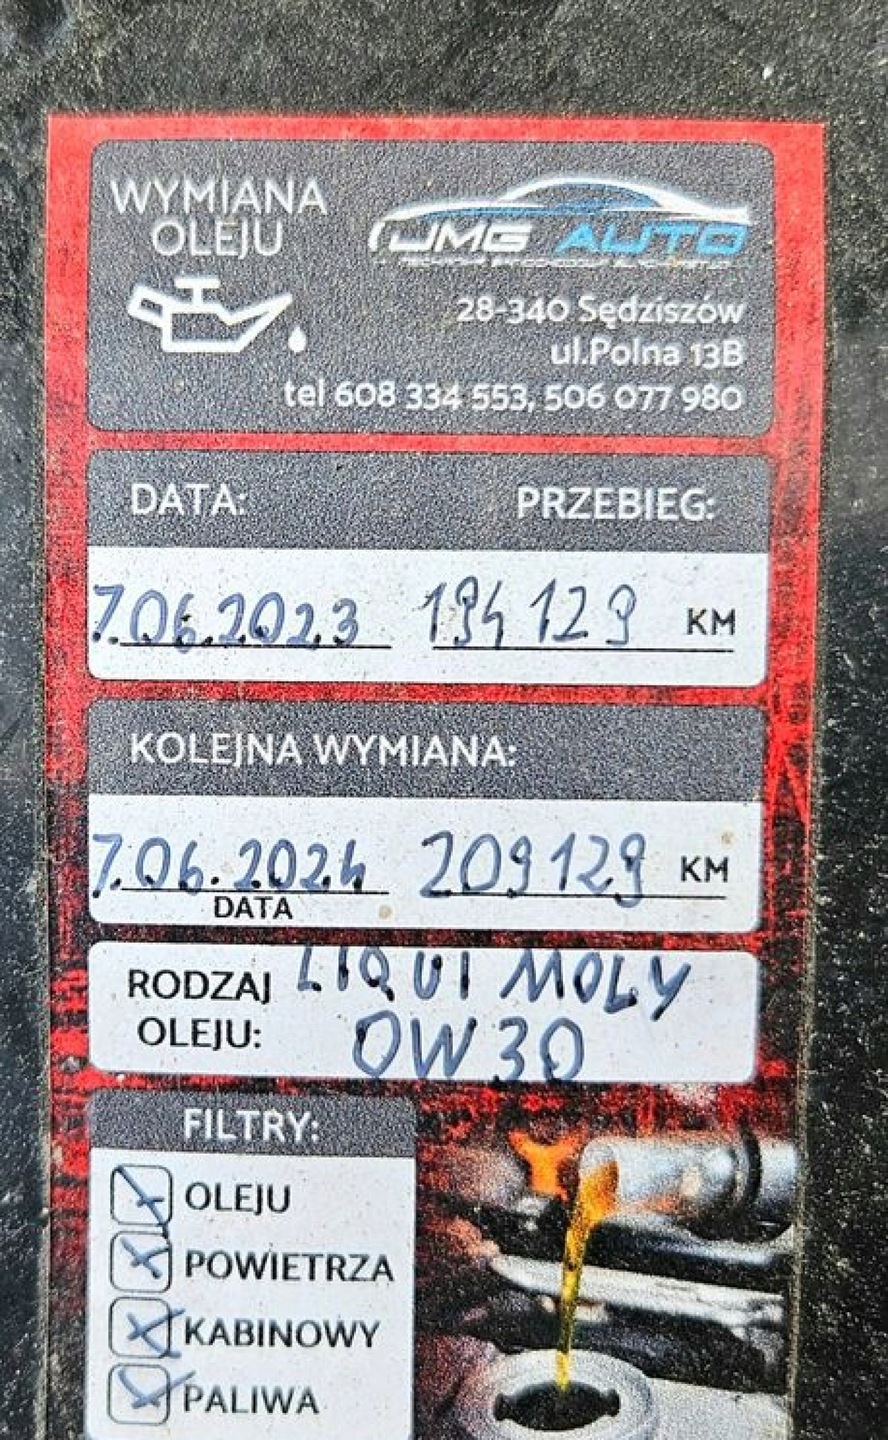 WYMIANA
OLEJU
JMG AUTO
28-340 Sędziszów
ul.Polna 13B
tel 608 334 553, 506 077 980
DATA: PRZEBIEG:
7.06.2023 194129 KM
KOLEJNA WYMIANA:
7.06.2024 209129 KM
DATA
RODZAJ LIQUI MOLY
OLEJU: 0W30
FILTRY:
OLEJU
POWIETRZA
KABINOWY
PALIWA